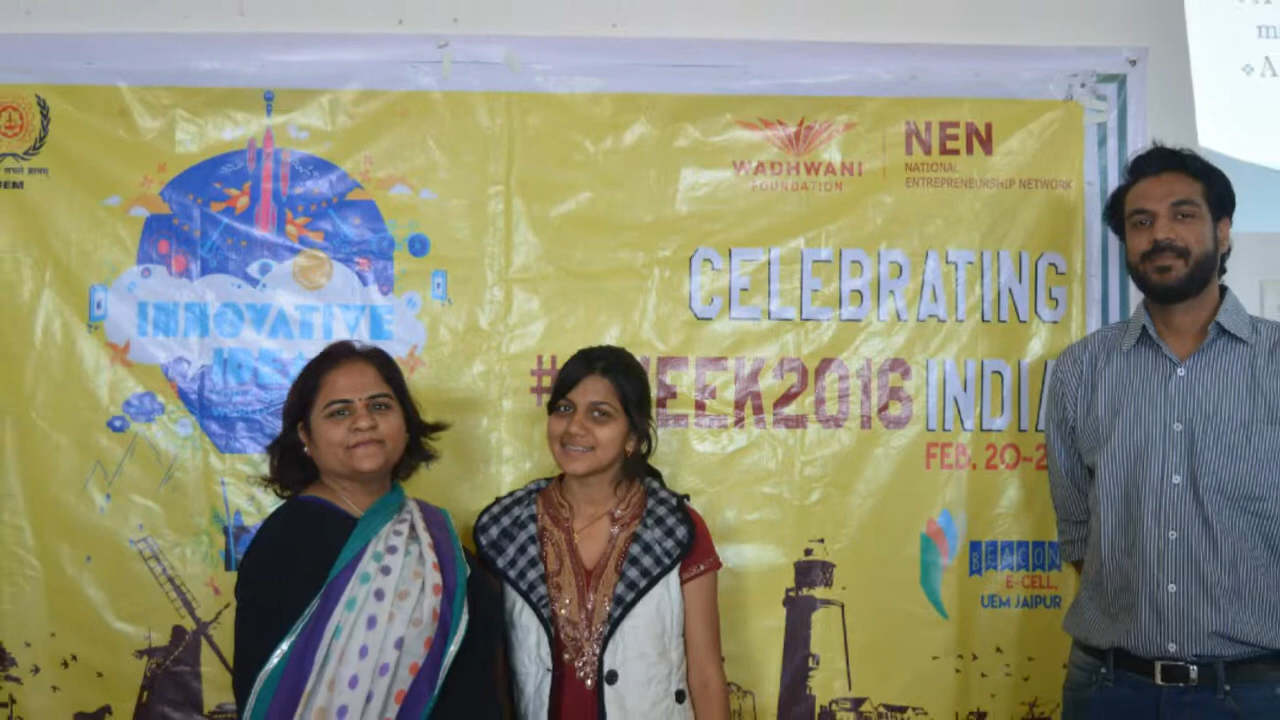 UEM
INNOVATIVE
WADHWANI
FOUNDATION
NEN
NATIONAL
ENTREPRENEURSHIP NETWORK
CELEBRATING
#
EEK2016 INDIA
FEB. 20-2
BEACON
E-CELL,
UEM JAIPUR